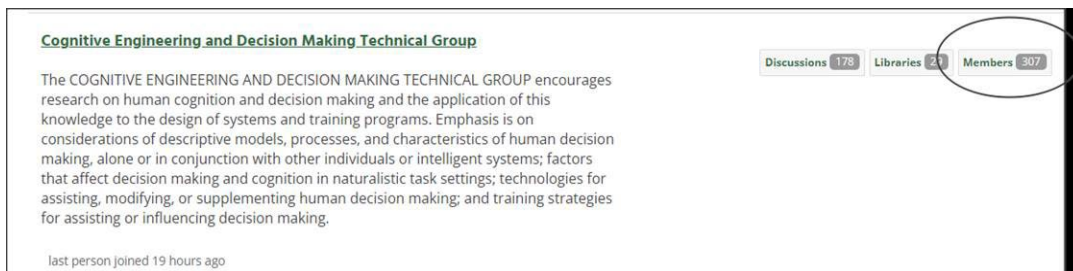 Cognitive Engineering and Decision Making Technical Group
Discussions 178 Libraries 29 Members 307
The COGNITIVE ENGINEERING AND DECISION MAKING TECHNICAL GROUP encourages
research on human cognition and decision making and the application of this
knowledge to the design of systems and training programs. Emphasis is on
considerations of descriptive models, processes, and characteristics of human decision
making, alone or in conjunction with other individuals or intelligent systems; factors
that affect decision making and cognition in naturalistic task settings; technologies for
assisting, modifying, or supplementing human decision making; and training strategies
for assisting or influencing decision making.
last person joined 19 hours ago